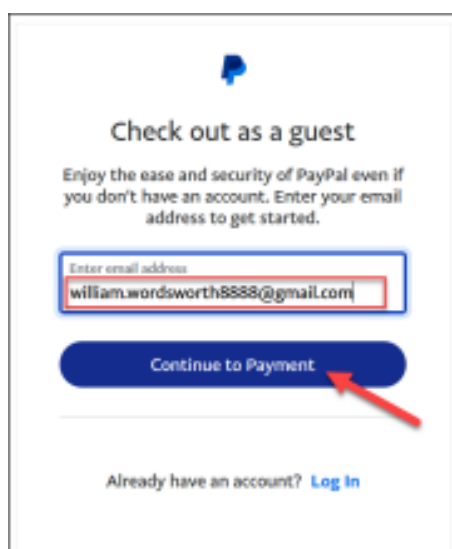 Check out as a guest
Enjoy the ease and security of PayPal even if
you don't have an account. Enter your email
address to get started.
Enter email address
william.wordsworth8888@gmail.com
Continue to Payment
Already have an account? Log In